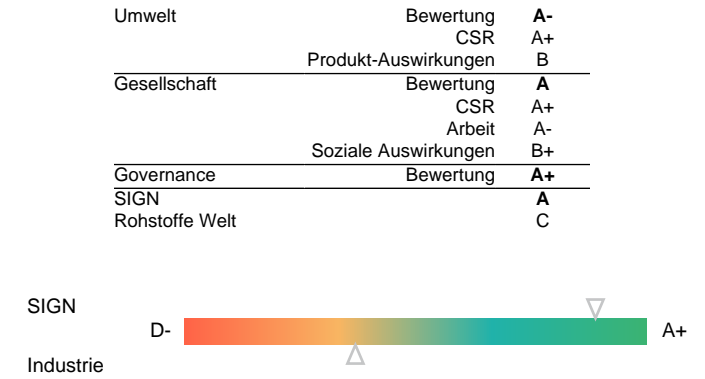 Umwelt Bewertung A-
CSR A+
Produkt-Auswirkungen B
Gesellschaft Bewertung A
CSR A+
Arbeit A-
Soziale Auswirkungen B+
Governance Bewertung A+
SIGN A
Rohstoffe Welt C
SIGN
D- A+
Industrie